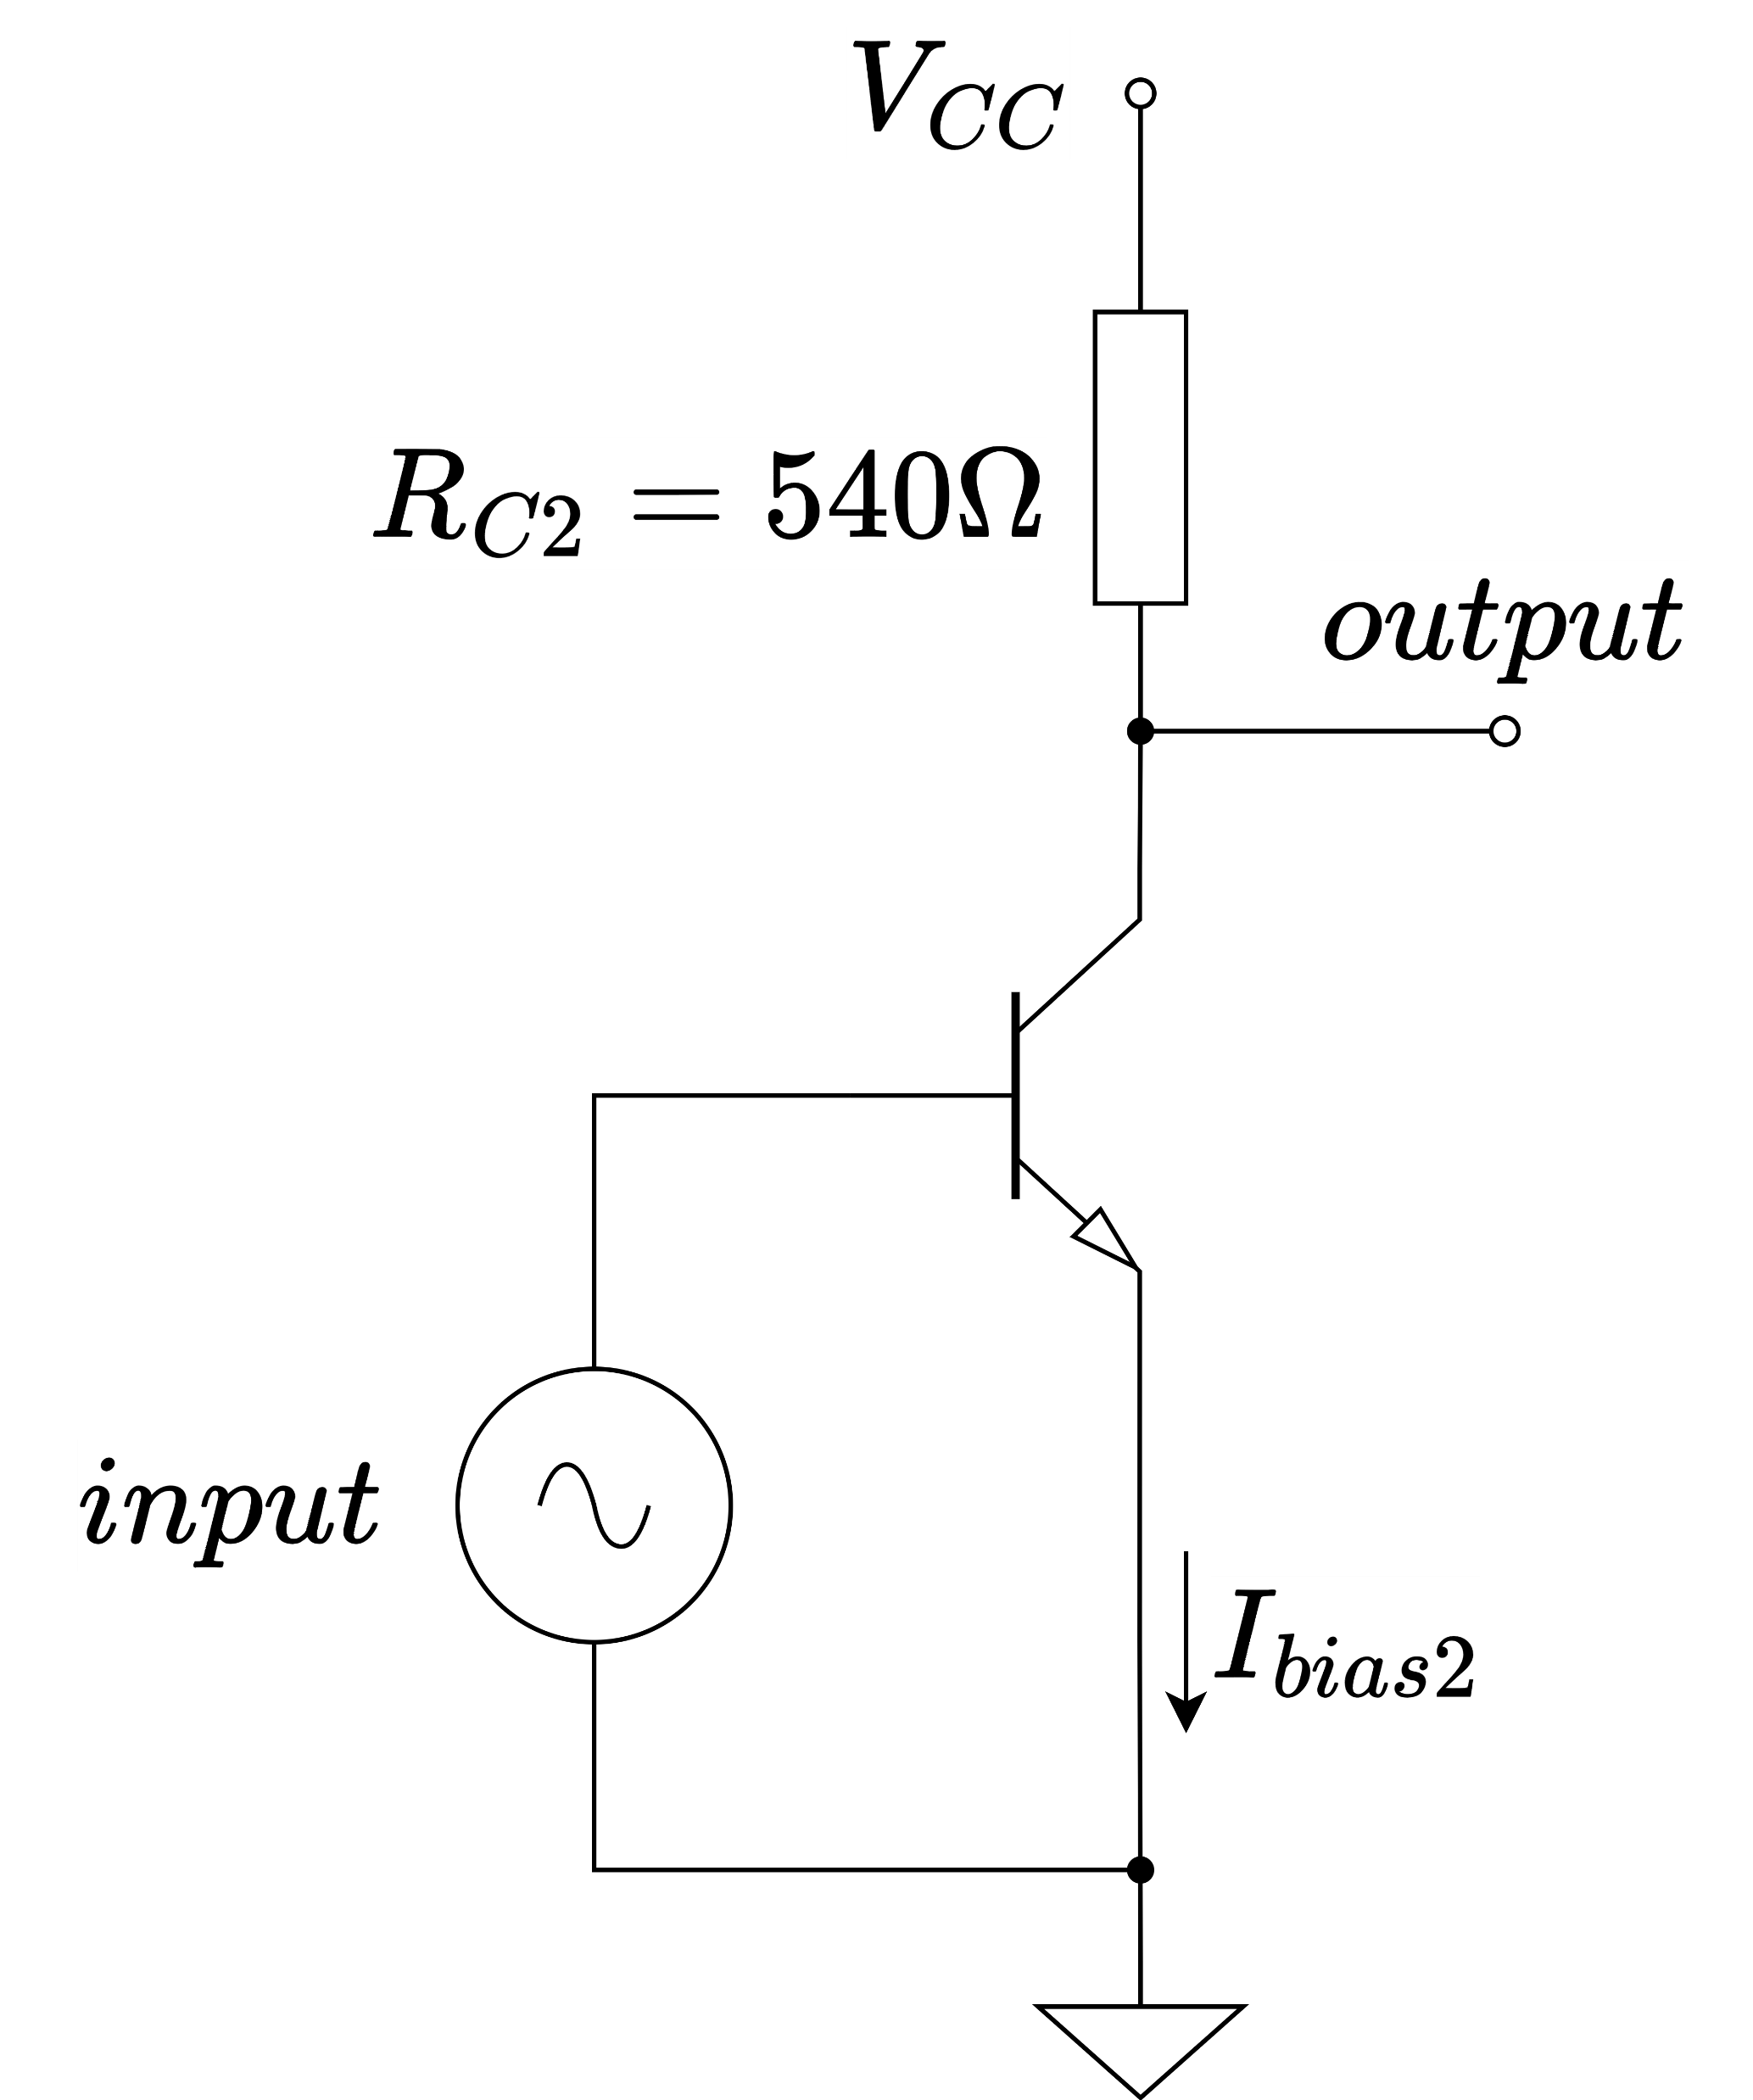 V_CC
R_C2 = 540Ω
output
input
I_bias2